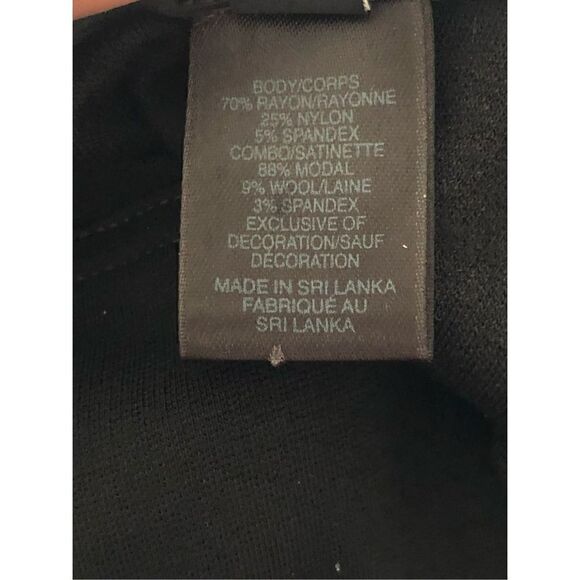 BODY/CORPS
70% RAYON/RAYONNE
25% NYLON
5% SPANDEX
COMBO/SATINETTE
88% MODAL
9% WOOL/LAINE
3% SPANDEX
EXCLUSIVE OF
DECORATION/SAUF
DÉCORATION
MADE IN SRI LANKA
FABRIQUÉ AU
SRI LANKA